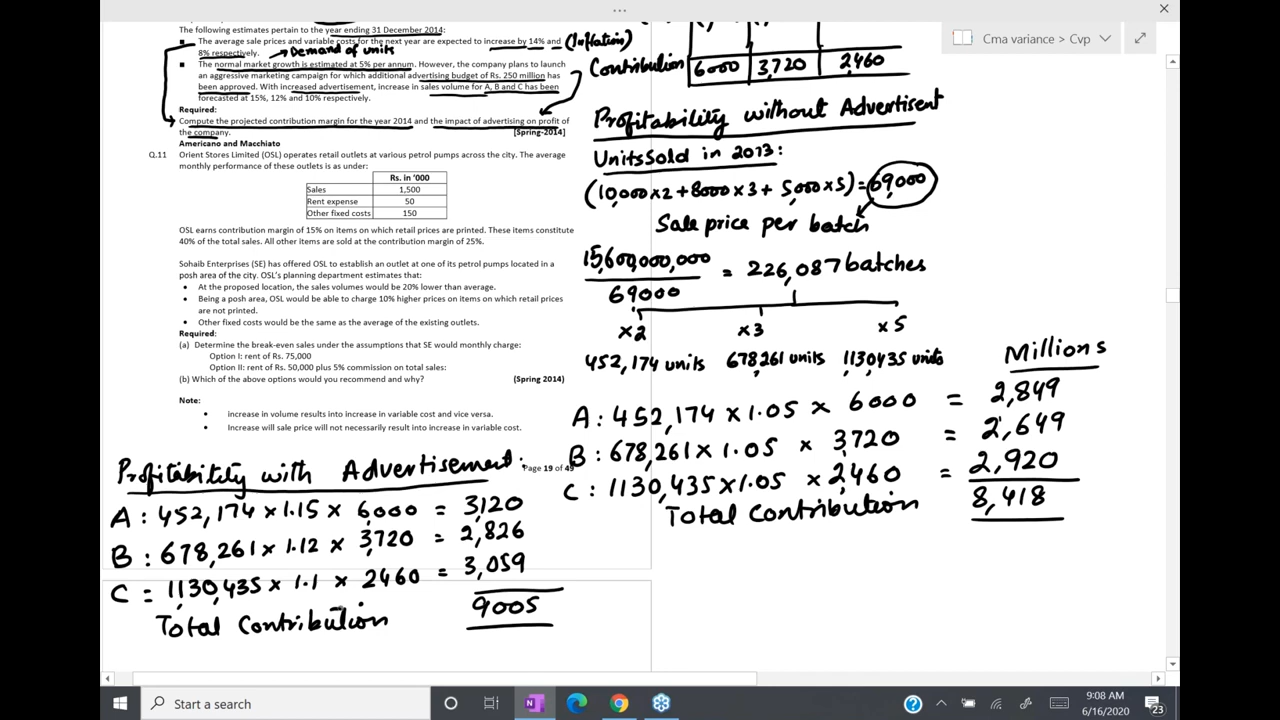 Cma variance > Cvp
The following estimates pertain to the year ending 31 December 2014:
■ The average sale prices and variable costs for the next year are expected to increase by 14% and (Inflation)
8% respectively. → Demand of units
■ The normal market growth is estimated at 5% per annum. However, the company plans to launch
an aggressive marketing campaign for which additional advertising budget of Rs. 250 million has
been approved. With increased advertisement, increase in sales volume for A, B and C has been
forecasted at 15%, 12% and 10% respectively.
Required:
Compute the projected contribution margin for the year 2014 and the impact of advertising on profit of
the company. [Spring-2014]
Americano and Macchiato
Q.11 Orient Stores Limited (OSL) operates retail outlets at various petrol pumps across the city. The average
monthly performance of these outlets is as under:
Rs. in '000
Sales 1,500
Rent expense 50
Other fixed costs 150
OSL earns contribution margin of 15% on items on which retail prices are printed. These items constitute
40% of the total sales. All other items are sold at the contribution margin of 25%.
Sohaib Enterprises (SE) has offered OSL to establish an outlet at one of its petrol pumps located in a
posh area of the city. OSL's planning department estimates that:
• At the proposed location, the sales volumes would be 20% lower than average.
• Being a posh area, OSL would be able to charge 10% higher prices on items on which retail prices
are not printed.
• Other fixed costs would be the same as the average of the existing outlets.
Required:
(a) Determine the break-even sales under the assumptions that SE would monthly charge:
Option I: rent of Rs. 75,000
Option II: rent of Rs. 50,000 plus 5% commission on total sales:
(b) Which of the above options would you recommend and why? (Spring 2014)
Note:
• increase in volume results into increase in variable cost and vice versa.
• Increase will sale price will not necessarily result into increase in variable cost.
Page 19 of 49
Profitability with Advertisement:
A : 452,174 × 1.15 × 6,000 = 3,120
B : 678,261 × 1.12 × 3,720 = 2,826
C = 1130,435 × 1.1 × 2460 = 3,059
Total Contribution 9005
Contribution 6000 3,720 2,460
Profitability without Advertisent
Units Sold in 2013:
(10,000×2 + 8000×3 + 5,000×5) = 69,000
Sale price per batch
15,600,000,000
69000
= 226,087 batches
×2 ×3 ×5
452,174 units 678,261 units 1130,435 units
Millions
A : 452,174 × 1.05 × 6000 = 2,849
B : 678,261 × 1.05 × 3720 = 2,649
C : 1130,435 × 1.05 × 2,460 = 2,920
Total Contribution 8,418
Start a search
9:08 AM
6/16/2020
23